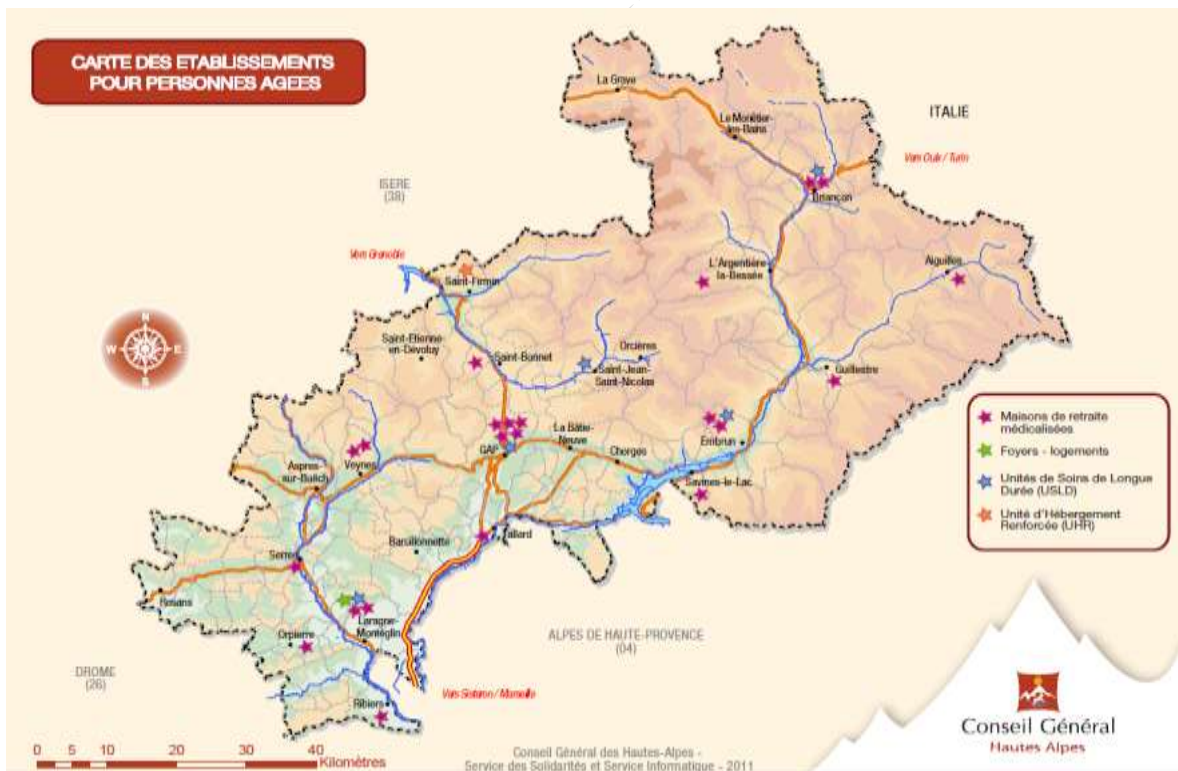 CARTE DES ETABLISSEMENTS
POUR PERSONNES AGEES
ITALIE
Vers Oulx / Turin
ISERE
(38)
Vers Grenoble
La Grave
Le Monêtier-
les-Bains
Briançon
L'Argentière-
la-Bessée
Aiguilles
Saint-Firmin
Saint-Etienne-
en-Dévoluy
Saint-Bonnet
Orcières
Saint-Jean-
Saint-Nicolas
Guillestre
N
W
E
S
GAP
La Bâtie-
Neuve
Chorges
Embrun
Savines-le-Lac
Aspres-
sur-Buëch
Veynes
Barcillonnette
Tallard
Serres
Rosans
Orpierre
Laragne-
Montéglin
Ribiers
Maisons de retraite
médicalisées
Foyers - logements
Unités de Soins de Longue
Durée (USLD)
Unité d'Hébergement
Renforcée (UHR)
ALPES DE HAUTE-PROVENCE
(04)
DROME
(26)
Vers Sisteron / Marseille
0 5 10 20 30 40
Kilomètres
Conseil Général des Hautes-Alpes -
Service des Solidarités et Service Informatique - 2011
Conseil Général
Hautes Alpes